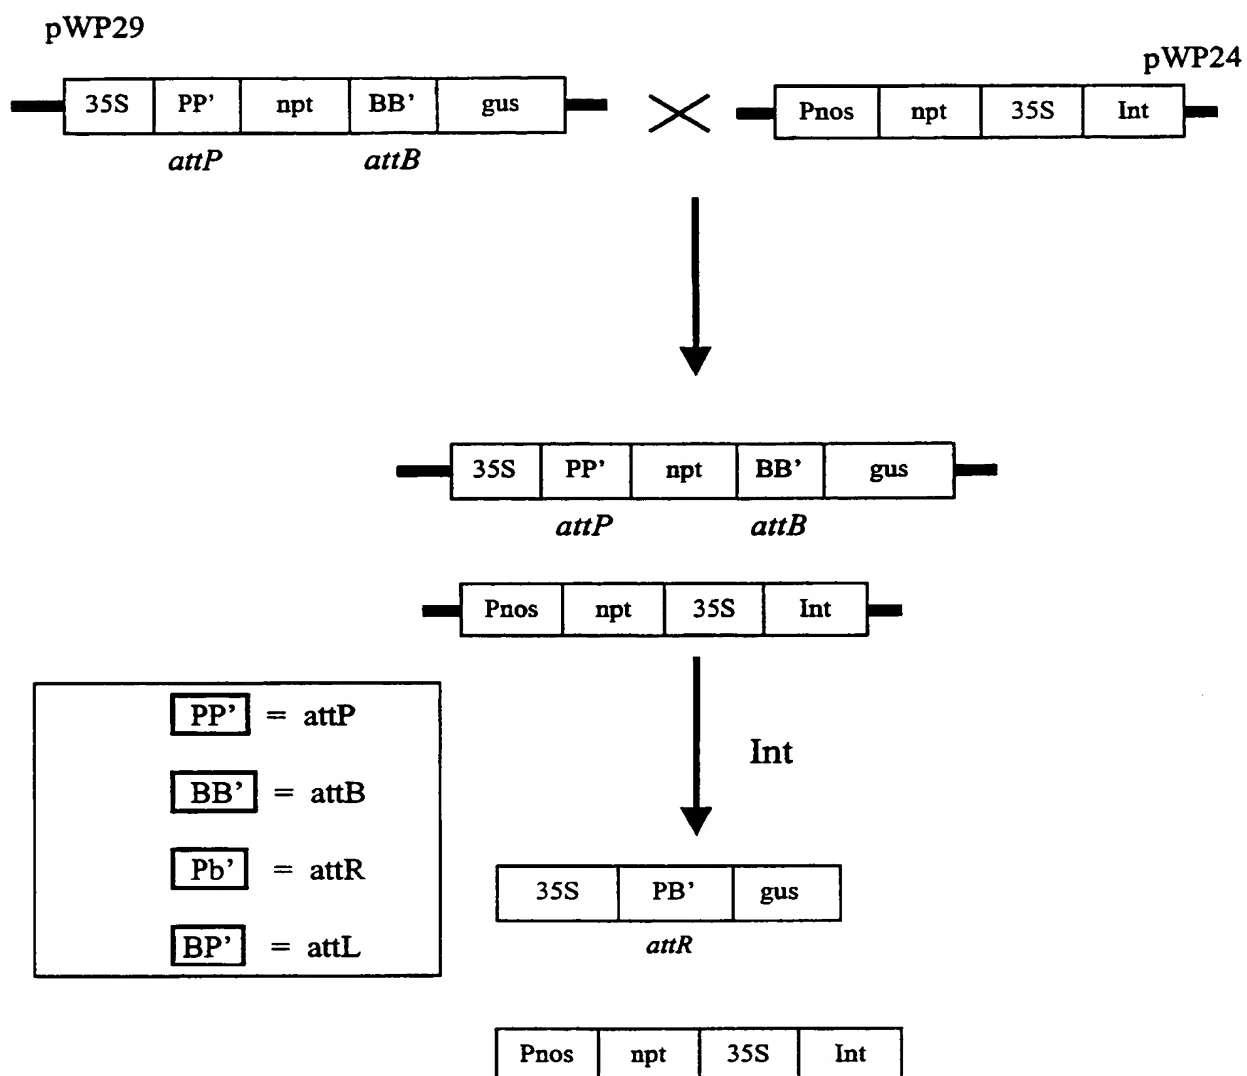 pWP29
pWP24
35S PP' npt BB' gus
Pnos npt 35S Int
attP attB
35S PP' npt BB' gus
attP attB
Pnos npt 35S Int
PP' = attP
BB' = attB
Pb' = attR
BP' = attL
Int
35S PB' gus
attR
Pnos npt 35S Int